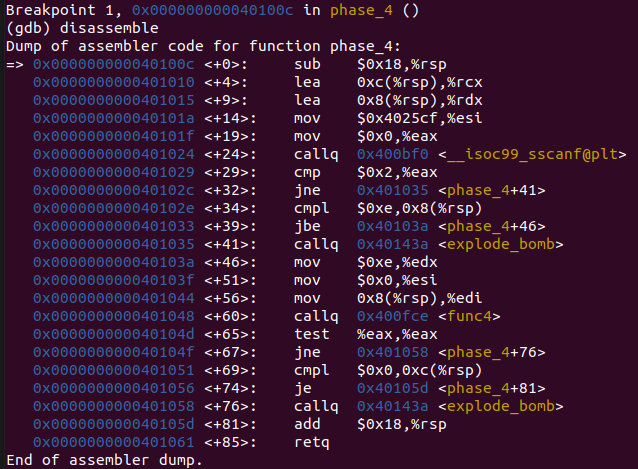 Breakpoint 1, 0x000000000040100c in phase_4 ()
(gdb) disassemble
Dump of assembler code for function phase_4:
=> 0x000000000040100c <+0>:     sub    $0x18,%rsp
   0x0000000000401010 <+4>:     lea    0xc(%rsp),%rcx
   0x0000000000401015 <+9>:     lea    0x8(%rsp),%rdx
   0x000000000040101a <+14>:    mov    $0x4025cf,%esi
   0x000000000040101f <+19>:    mov    $0x0,%eax
   0x0000000000401024 <+24>:    callq  0x400bf0 <__isoc99_sscanf@plt>
   0x0000000000401029 <+29>:    cmp    $0x2,%eax
   0x000000000040102c <+32>:    jne    0x401035 <phase_4+41>
   0x000000000040102e <+34>:    cmpl   $0xe,0x8(%rsp)
   0x0000000000401033 <+39>:    jbe    0x40103a <phase_4+46>
   0x0000000000401035 <+41>:    callq  0x40143a <explode_bomb>
   0x000000000040103a <+46>:    mov    $0xe,%edx
   0x000000000040103f <+51>:    mov    $0x0,%esi
   0x0000000000401044 <+56>:    mov    0x8(%rsp),%edi
   0x0000000000401048 <+60>:    callq  0x400fce <func4>
   0x000000000040104d <+65>:    test   %eax,%eax
   0x000000000040104f <+67>:    jne    0x401058 <phase_4+76>
   0x0000000000401051 <+69>:    cmpl   $0x0,0xc(%rsp)
   0x0000000000401056 <+74>:    je     0x40105d <phase_4+81>
   0x0000000000401058 <+76>:    callq  0x40143a <explode_bomb>
   0x000000000040105d <+81>:    add    $0x18,%rsp
   0x0000000000401061 <+85>:    retq
End of assembler dump.